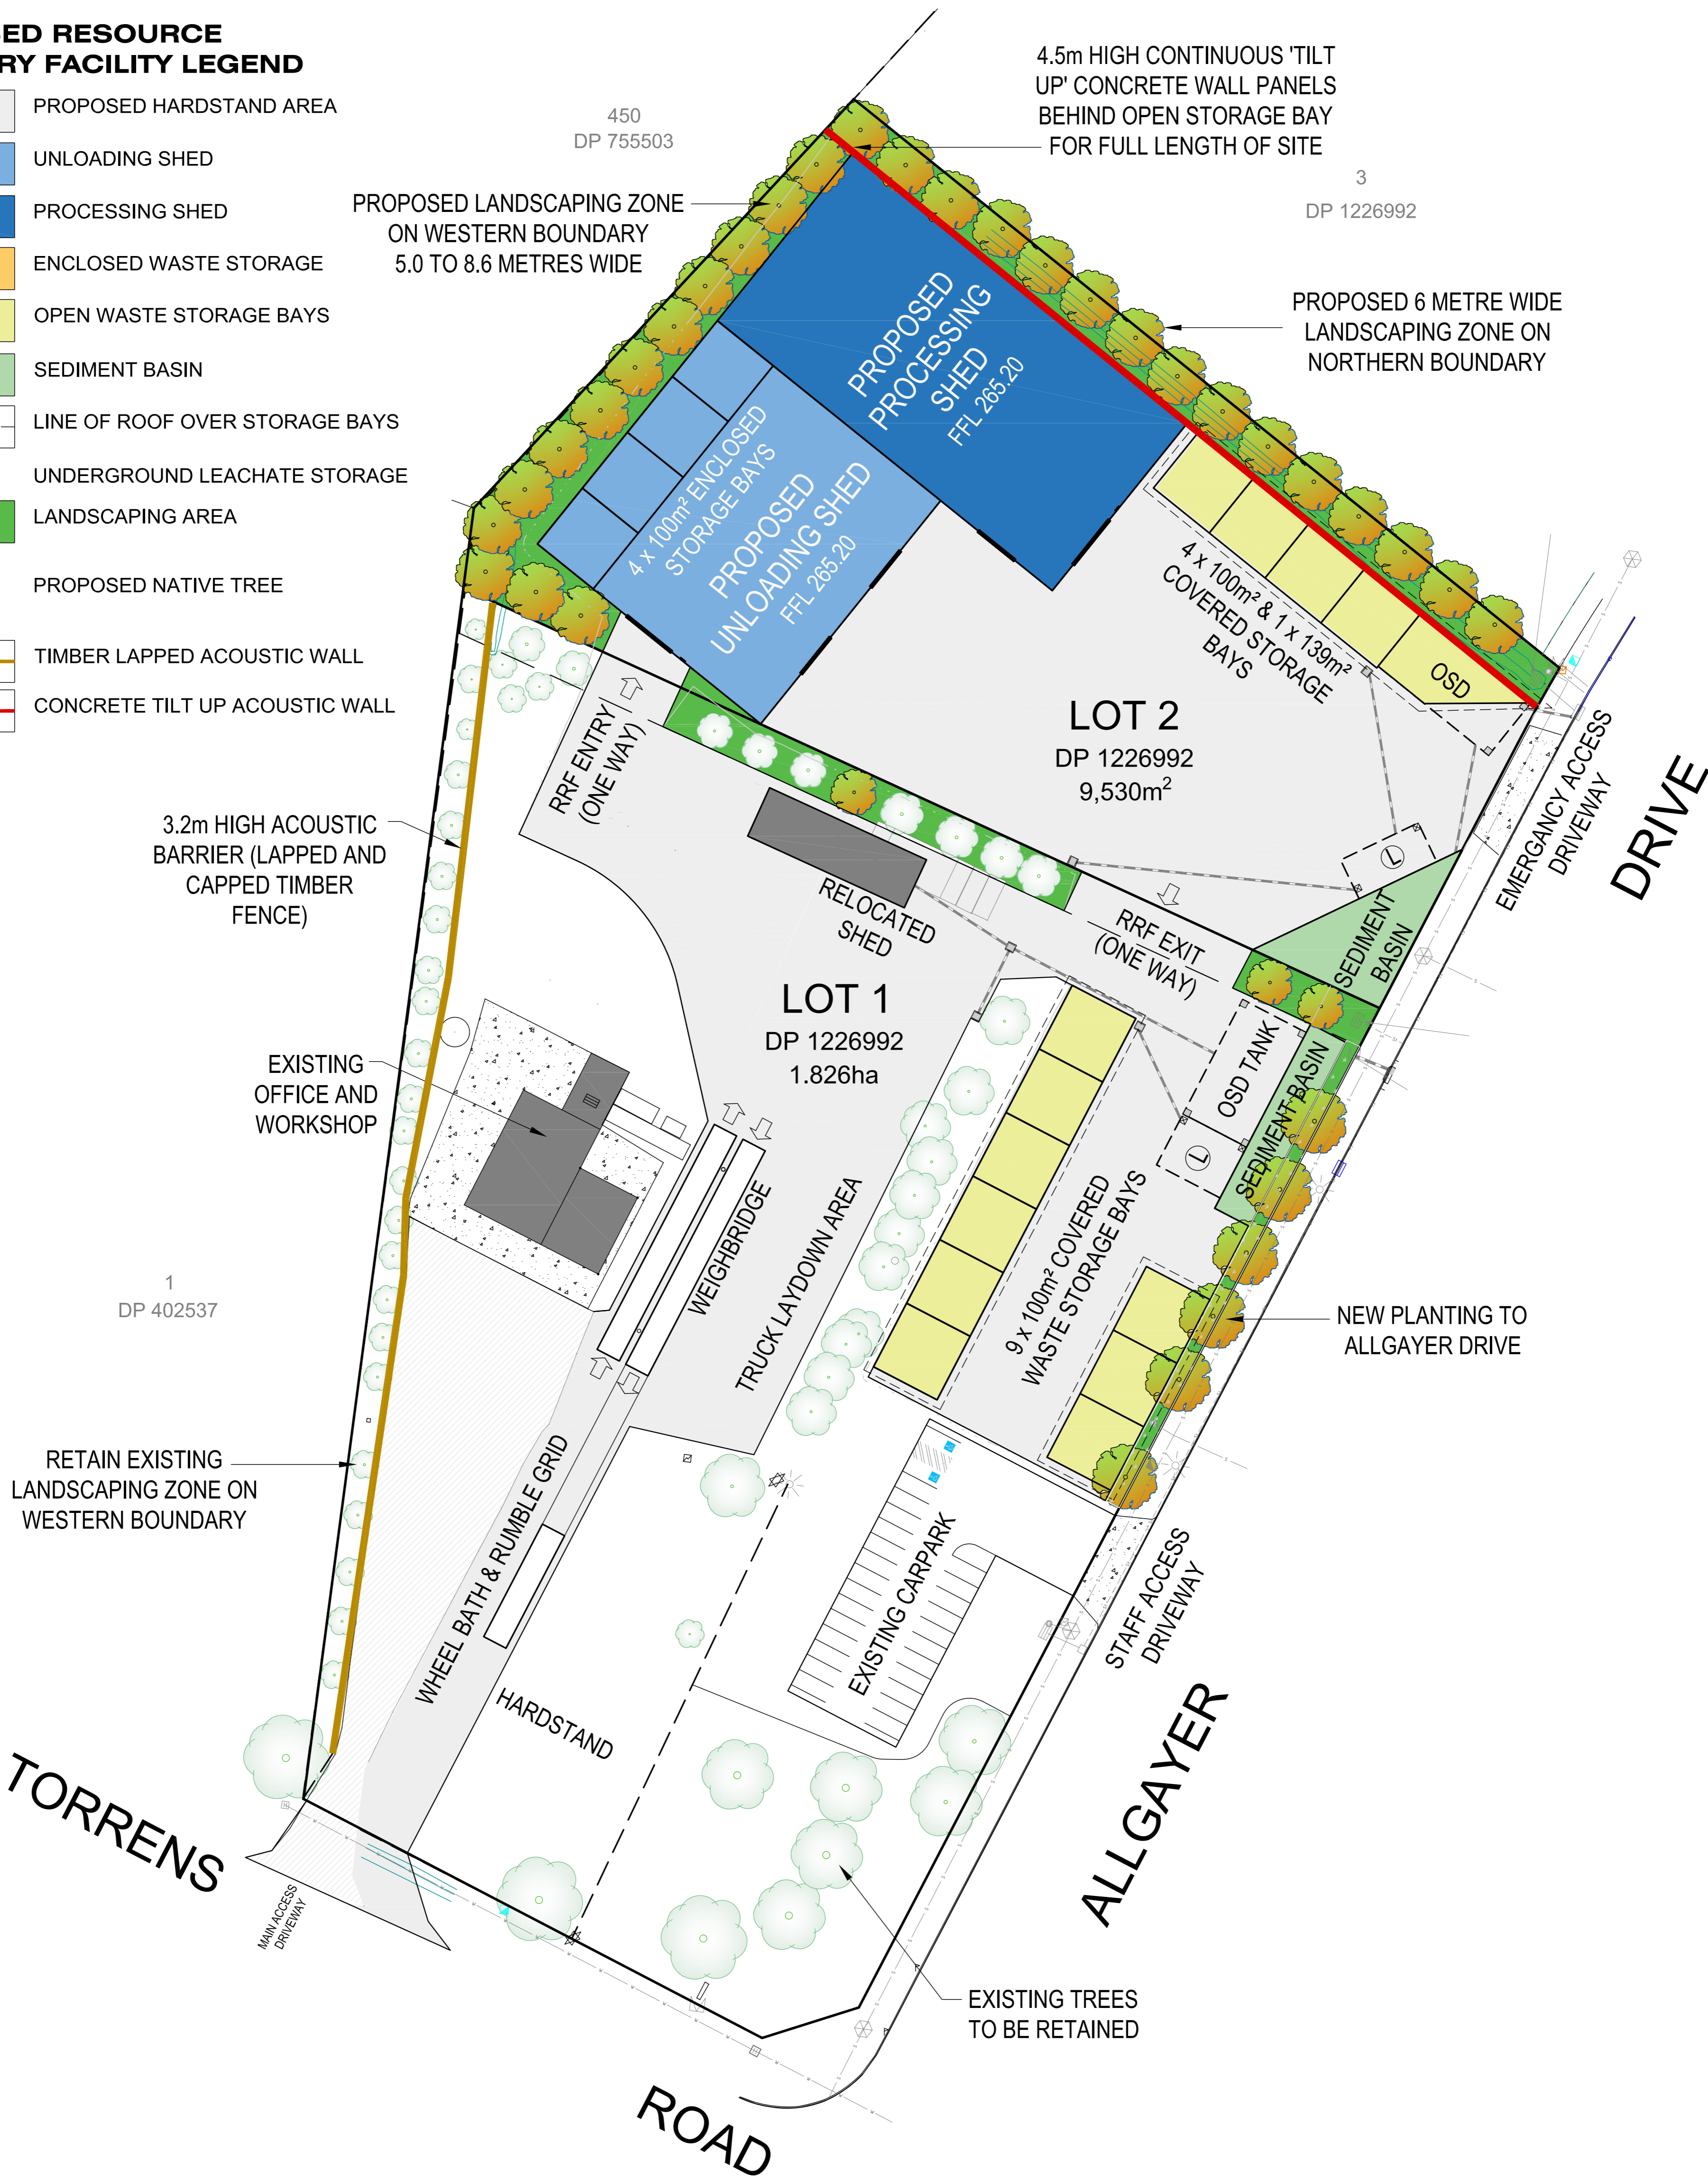 SED RESOURCE
RY FACILITY LEGEND
PROPOSED HARDSTAND AREA
UNLOADING SHED
PROCESSING SHED
ENCLOSED WASTE STORAGE
OPEN WASTE STORAGE BAYS
SEDIMENT BASIN
LINE OF ROOF OVER STORAGE BAYS
UNDERGROUND LEACHATE STORAGE
LANDSCAPING AREA
PROPOSED NATIVE TREE
TIMBER LAPPED ACOUSTIC WALL
CONCRETE TILT UP ACOUSTIC WALL
450
DP 755503
4.5m HIGH CONTINUOUS 'TILT
UP' CONCRETE WALL PANELS
BEHIND OPEN STORAGE BAY
FOR FULL LENGTH OF SITE
3
DP 1226992
PROPOSED LANDSCAPING ZONE
ON WESTERN BOUNDARY
5.0 TO 8.6 METRES WIDE
PROPOSED 6 METRE WIDE
LANDSCAPING ZONE ON
NORTHERN BOUNDARY
PROPOSED
PROCESSING
SHED
FFL 265.20
4 x 100m² ENCLOSED
STORAGE BAYS
PROPOSED
UNLOADING SHED
FFL 265.20
4 x 100m² & 1 x 139m²
COVERED STORAGE
BAYS
OSD
LOT 2
DP 1226992
9,530m²
RRF ENTRY
(ONE WAY)
EMERGANCY ACCESS
DRIVEWAY
DRIVE
3.2m HIGH ACOUSTIC
BARRIER (LAPPED AND
CAPPED TIMBER
FENCE)
RELOCATED
SHED
L
SEDIMENT
BASIN
RRF EXIT
(ONE WAY)
LOT 1
DP 1226992
1.826ha
EXISTING
OFFICE AND
WORKSHOP
OSD TANK
SEDIMENT BASIN
L
WEIGHBRIDGE
TRUCK LAYDOWN AREA
9 x 100m² COVERED
WASTE STORAGE BAYS
1
DP 402537
NEW PLANTING TO
ALLGAYER DRIVE
RETAIN EXISTING
LANDSCAPING ZONE ON
WESTERN BOUNDARY
WHEEL BATH & RUMBLE GRID
EXISTING CARPARK
STAFF ACCESS
DRIVEWAY
HARDSTAND
ALLGAYER
TORRENS
MAIN ACCESS
DRIVEWAY
EXISTING TREES
TO BE RETAINED
ROAD